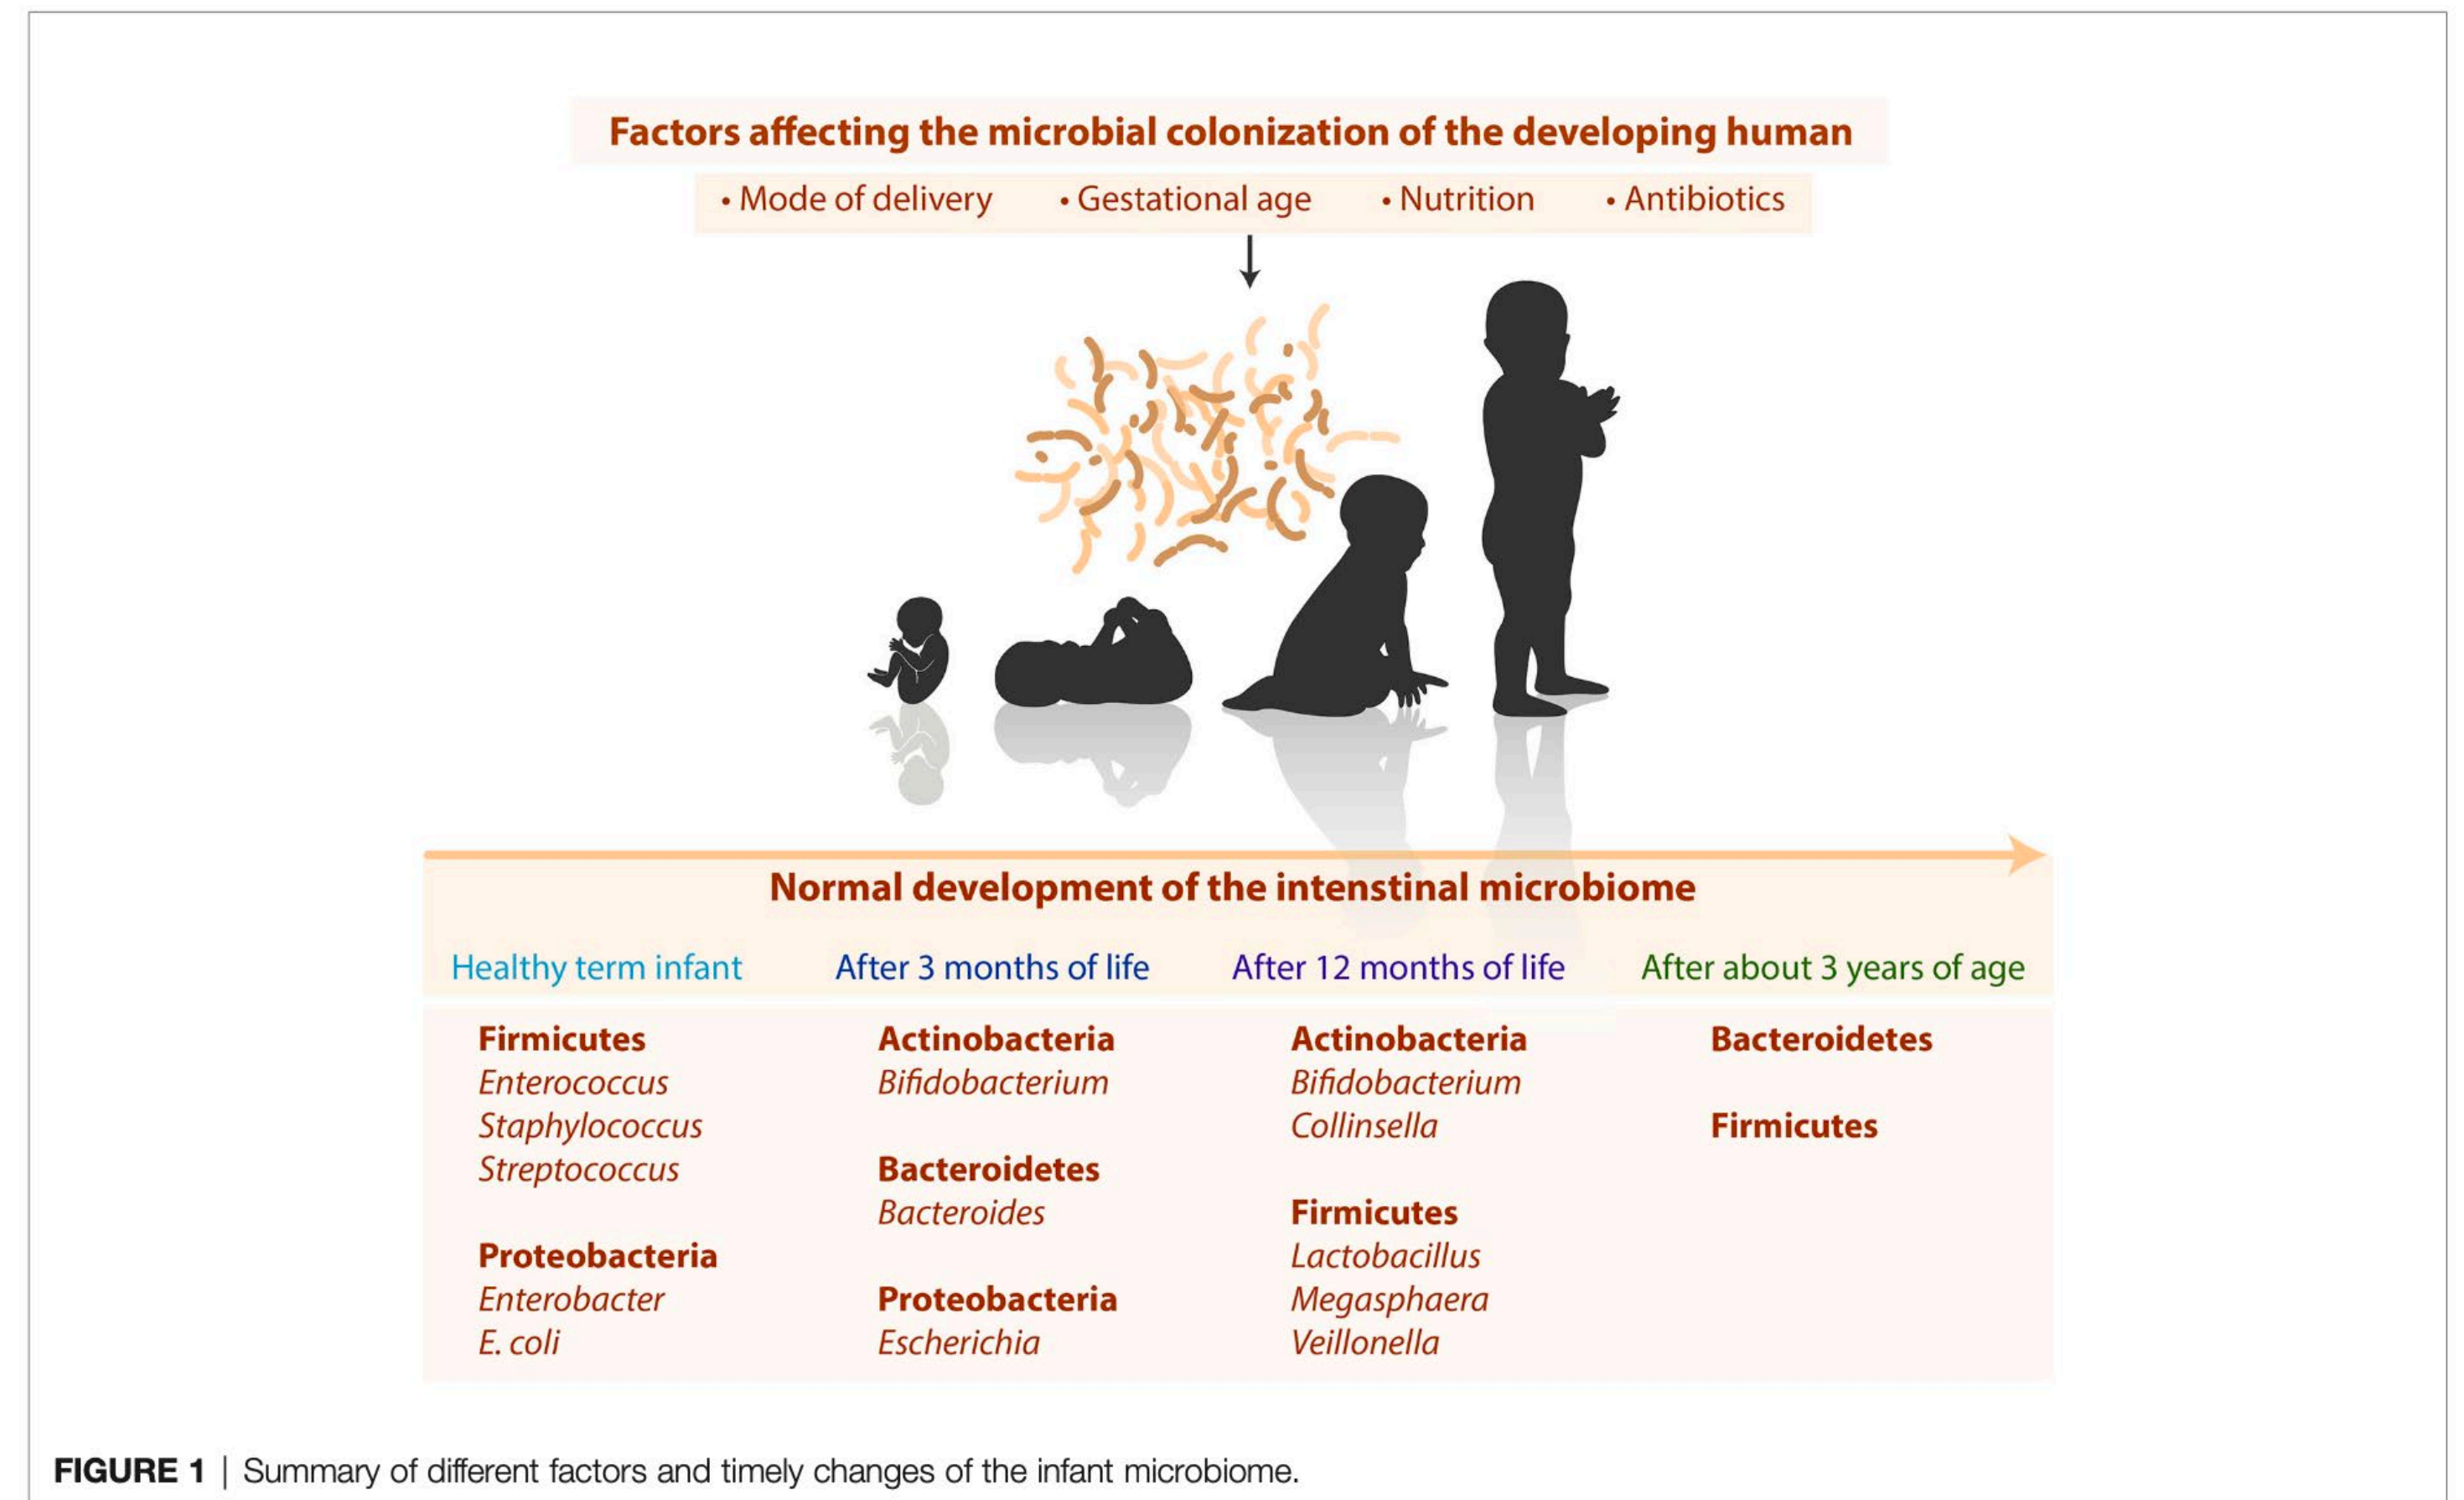 Factors affecting the microbial colonization of the developing human
• Mode of delivery • Gestational age • Nutrition • Antibiotics
Normal development of the intenstinal microbiome
Healthy term infant
Firmicutes
Enterococcus
Staphylococcus
Streptococcus
Proteobacteria
Enterobacter
E. coli
After 3 months of life
Actinobacteria
Bifidobacterium
Bacteroidetes
Bacteroides
Proteobacteria
Escherichia
After 12 months of life
Actinobacteria
Bifidobacterium
Collinsella
Firmicutes
Lactobacillus
Megasphaera
Veillonella
After about 3 years of age
Bacteroidetes
Firmicutes
FIGURE 1 | Summary of different factors and timely changes of the infant microbiome.